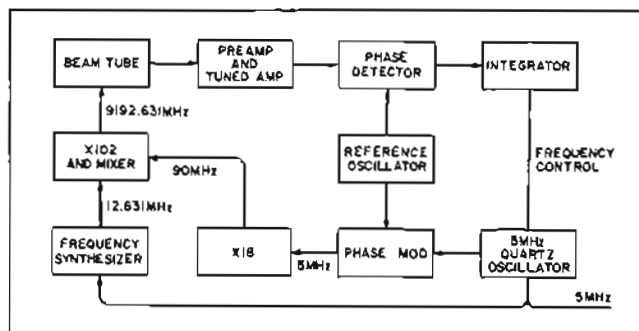 BEAM TUBE
PREAMP
AND
TUNED AMP
PHASE
DETECTOR
INTEGRATOR
9192.631MHz
X102
AND MIXER
90MHz
REFERENCE
OSCILLATOR
FREQUENCY
CONTROL
12.631MHz
FREQUENCY
SYNTHESIZER
X18
5MHz
PHASE MOD
5MHz
QUARTZ
OSCILLATOR
5MHz